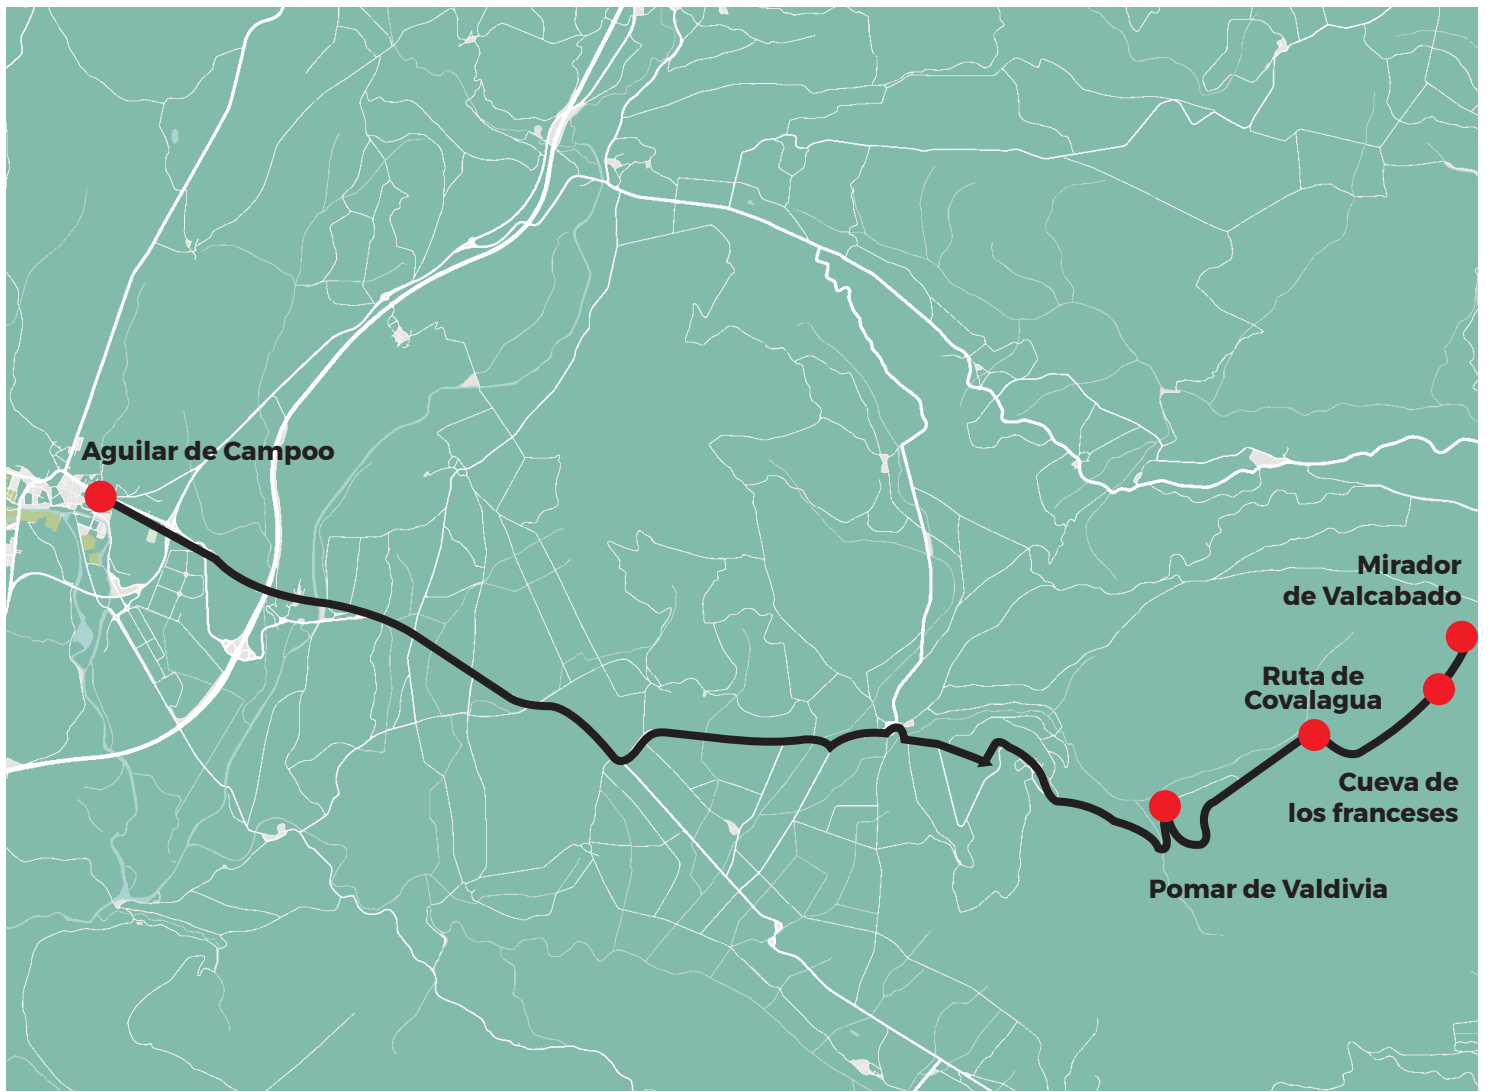 Aguilar de Campoo
Mirador
de Valcabado
Ruta de
Covalagua
Cueva de
los franceses
Pomar de Valdivia